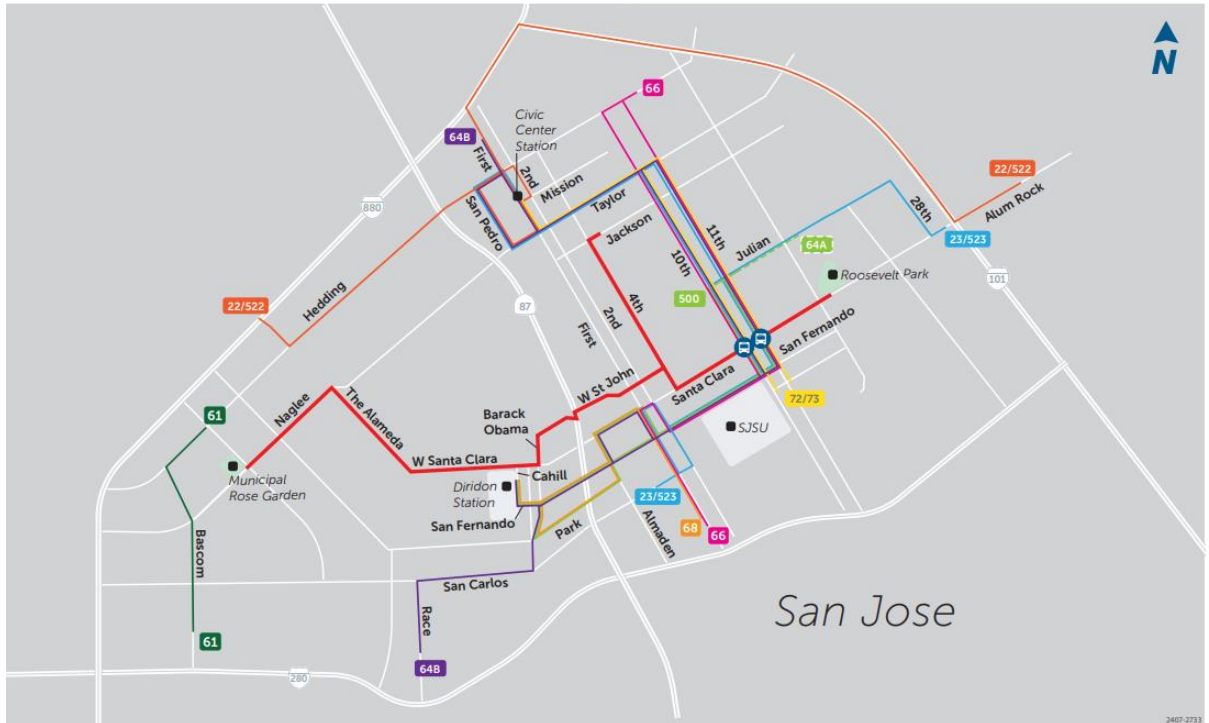 N
66
Civic
Center
Station
64B
First
2nd
Mission
22/522
Alum Rock
San Pedro
Taylor
880
Jackson
11th
10th
Julian
28th
23/523
64A
Roosevelt Park
101
500
Hedding
22/522
87
4th
2nd
First
San Fernando
W St John
Santa Clara
72/73
61
Naglee
The Alameda
Barack
Obama
SJSU
W Santa Clara
Cahill
Municipal
Rose Garden
Diridon
Station
23/523
San Fernando
Park
Almaden
68
66
Bascom
San Carlos
San Jose
Race
61
64B
280
2407-2733